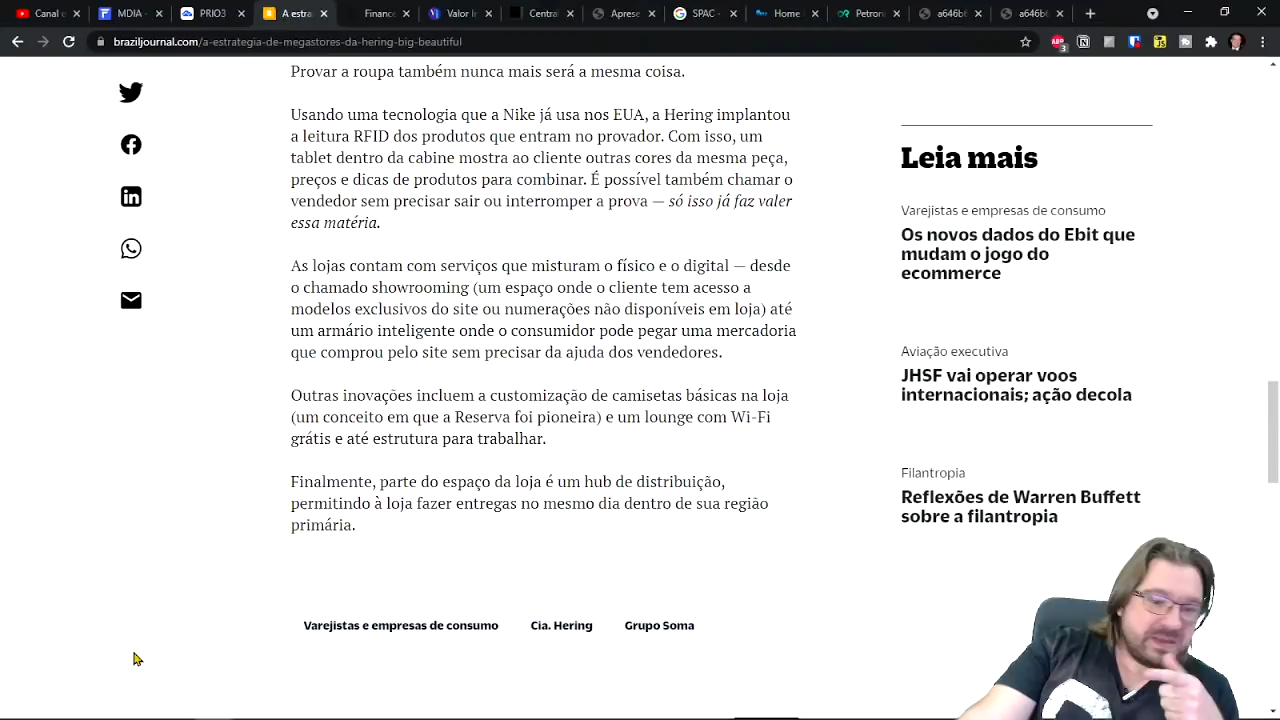 Canal
MDIA
PRIO3
A estra
Financ
Valor I
Central
Aprese
SPAC
Home
Petro
a646b
a646b
braziljournal.com/a-estrategia-de-megastores-da-hering-big-beautiful
Provar a roupa também nunca mais será a mesma coisa.
Usando uma tecnologia que a Nike já usa nos EUA, a Hering implantou
a leitura RFID dos produtos que entram no provador. Com isso, um
tablet dentro da cabine mostra ao cliente outras cores da mesma peça,
preços e dicas de produtos para combinar. É possível também chamar o
vendedor sem precisar sair ou interromper a prova — só isso já faz valer
essa matéria.
As lojas contam com serviços que misturam o físico e o digital — desde
o chamado showrooming (um espaço onde o cliente tem acesso a
modelos exclusivos do site ou numerações não disponíveis em loja) até
um armário inteligente onde o consumidor pode pegar uma mercadoria
que comprou pelo site sem precisar da ajuda dos vendedores.
Outras inovações incluem a customização de camisetas básicas na loja
(um conceito em que a Reserva foi pioneira) e um lounge com Wi-Fi
grátis e até estrutura para trabalhar.
Finalmente, parte do espaço da loja é um hub de distribuição,
permitindo à loja fazer entregas no mesmo dia dentro de sua região
primária.
Varejistas e empresas de consumo
Cia. Hering
Grupo Soma
Leia mais
Varejistas e empresas de consumo
Os novos dados do Ebit que
mudam o jogo do
ecommerce
Aviação executiva
JHSF vai operar voos
internacionais; ação decola
Filantropia
Reflexões de Warren Buffett
sobre a filantropia